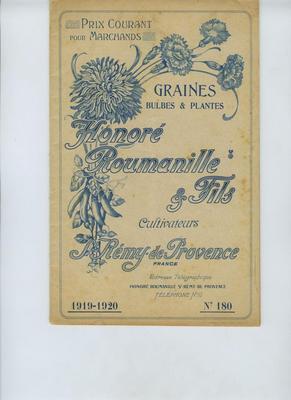 PRIX COURANT
POUR MARCHANDS
GRAINES
BULBES & PLANTES
Honoré
Roumanille
& Fils
Cultivateurs
St Rémy-de-Provence
FRANCE
Adresse Télégraphique
HONORÉ ROUMANILLE St-RÉMY DE PROVENCE
TÉLÉPHONE
1919-1920
N° 180